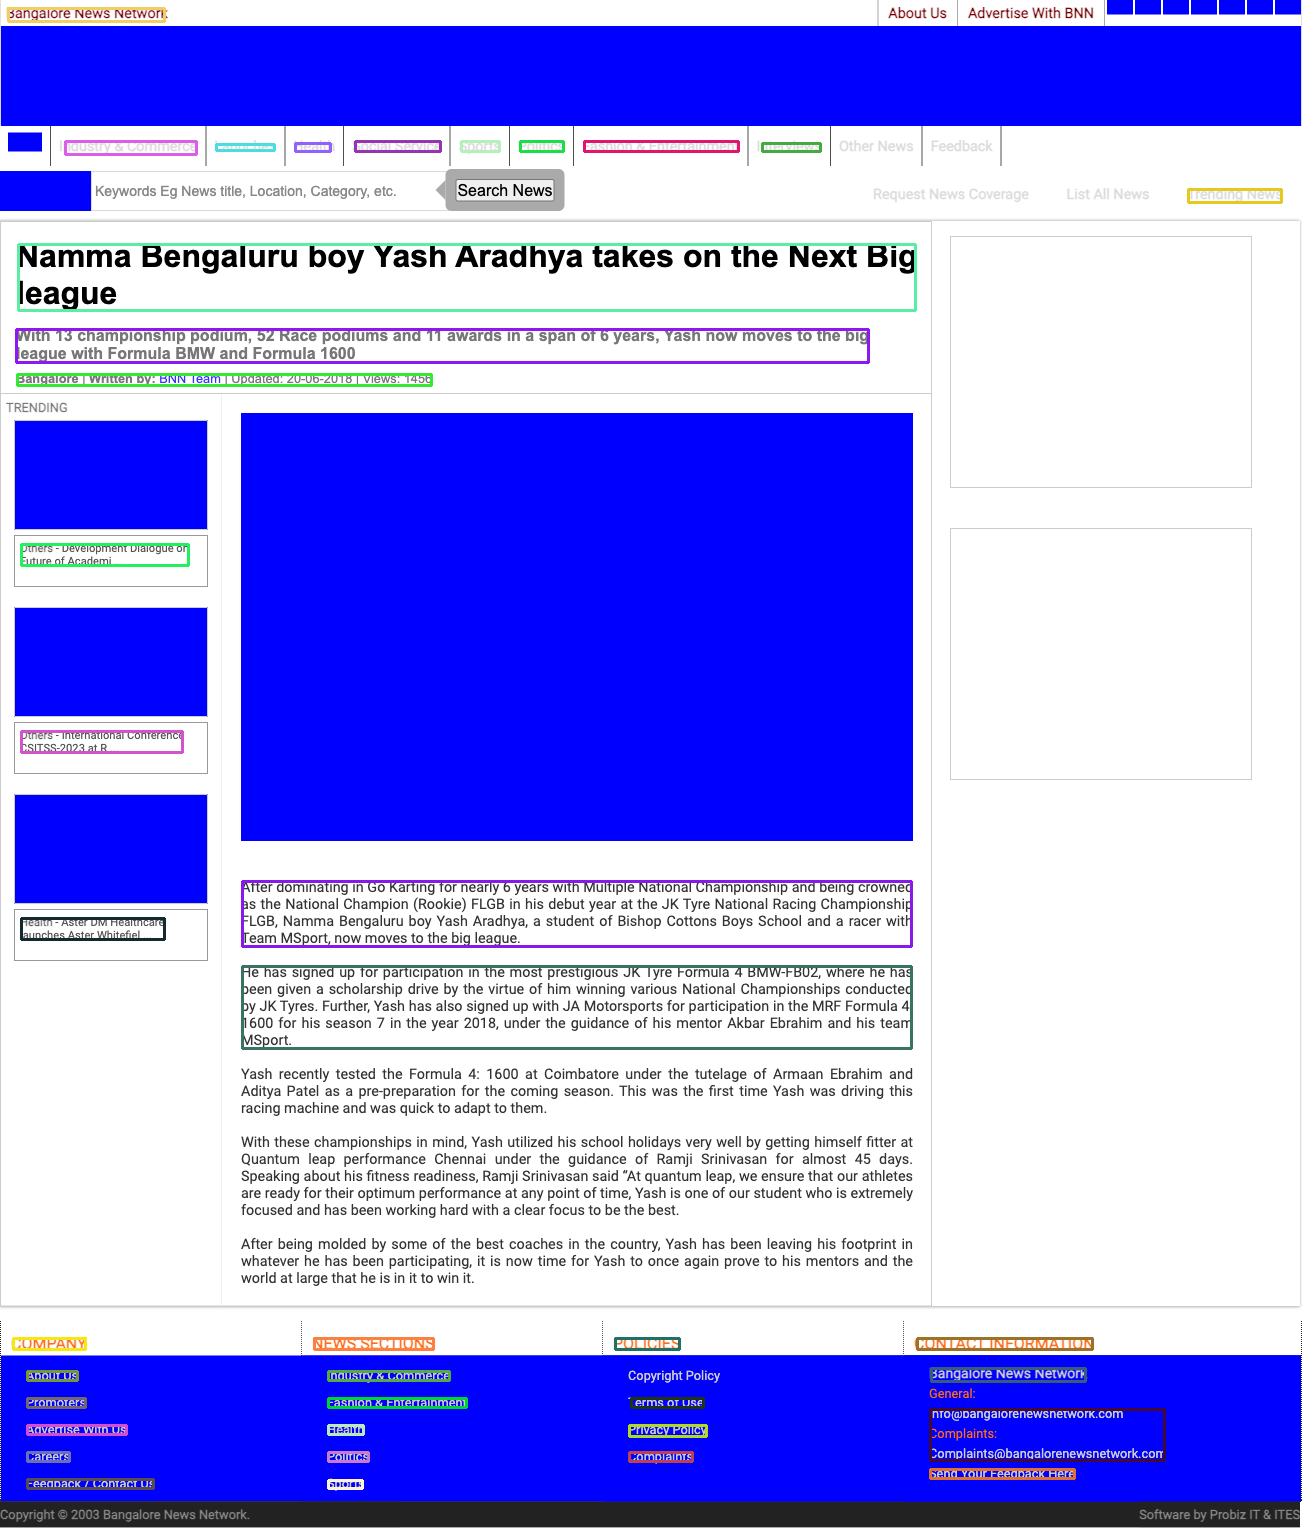 Bangalore News Network
About Us
Advertise With BNN
Industry & Commerce
Launches
Health
Social Service
Sports
Politics
Fashion & Entertainment
Interviews
Other News
Feedback
Keywords Eg News title, Location, Category, etc.
Search News
Request News Coverage
List All News
Trending News
Namma Bengaluru boy Yash Aradhya takes on the Next Big
league
With 13 championship podium, 52 Race podiums and 11 awards in a span of 6 years, Yash now moves to the big
league with Formula BMW and Formula 1600
Bangalore | Written by: BNN Team | Updated: 20-06-2018 | Views: 1456
TRENDING
Others - Development Dialogue on
Future of Academi ...
Others - International Conference
CSITSS-2023 at R ...
Health - Aster DM Healthcare
launches Aster Whitefiel ...
After dominating in Go Karting for nearly 6 years with Multiple National Championship and being crowned
as the National Champion (Rookie) FLGB in his debut year at the JK Tyre National Racing Championship
FLGB, Namma Bengaluru boy Yash Aradhya, a student of Bishop Cottons Boys School and a racer with
Team MSport, now moves to the big league.
He has signed up for participation in the most prestigious JK Tyre Formula 4 BMW-FB02, where he has
been given a scholarship drive by the virtue of him winning various National Championships conducted
by JK Tyres. Further, Yash has also signed up with JA Motorsports for participation in the MRF Formula 4
1600 for his season 7 in the year 2018, under the guidance of his mentor Akbar Ebrahim and his team
MSport.
Yash recently tested the Formula 4: 1600 at Coimbatore under the tutelage of Armaan Ebrahim and
Aditya Patel as a pre-preparation for the coming season. This was the first time Yash was driving this
racing machine and was quick to adapt to them.
With these championships in mind, Yash utilized his school holidays very well by getting himself fitter at
Quantum leap performance Chennai under the guidance of Ramji Srinivasan for almost 45 days.
Speaking about his fitness readiness, Ramji Srinivasan said “At quantum leap, we ensure that our athletes
are ready for their optimum performance at any point of time, Yash is one of our student who is extremely
focused and has been working hard with a clear focus to be the best.
After being molded by some of the best coaches in the country, Yash has been leaving his footprint in
whatever he has been participating, it is now time for Yash to once again prove to his mentors and the
world at large that he is in it to win it.
COMPANY
About Us
Promoters
Advertise With Us
Careers
Feedback / Contact Us
NEWS SECTIONS
Industry & Commerce
Fashion & Entertainment
Health
Politics
Sports
POLICIES
Copyright Policy
Terms of Use
Privacy Policy
Complaints
CONTACT INFORMATION
Bangalore News Network
General:
info@bangalorenewsnetwork.com
Complaints:
Complaints@bangalorenewsnetwork.com
Send Your Feedback Here
Copyright © 2003 Bangalore News Network.
Software by Probiz IT & ITES